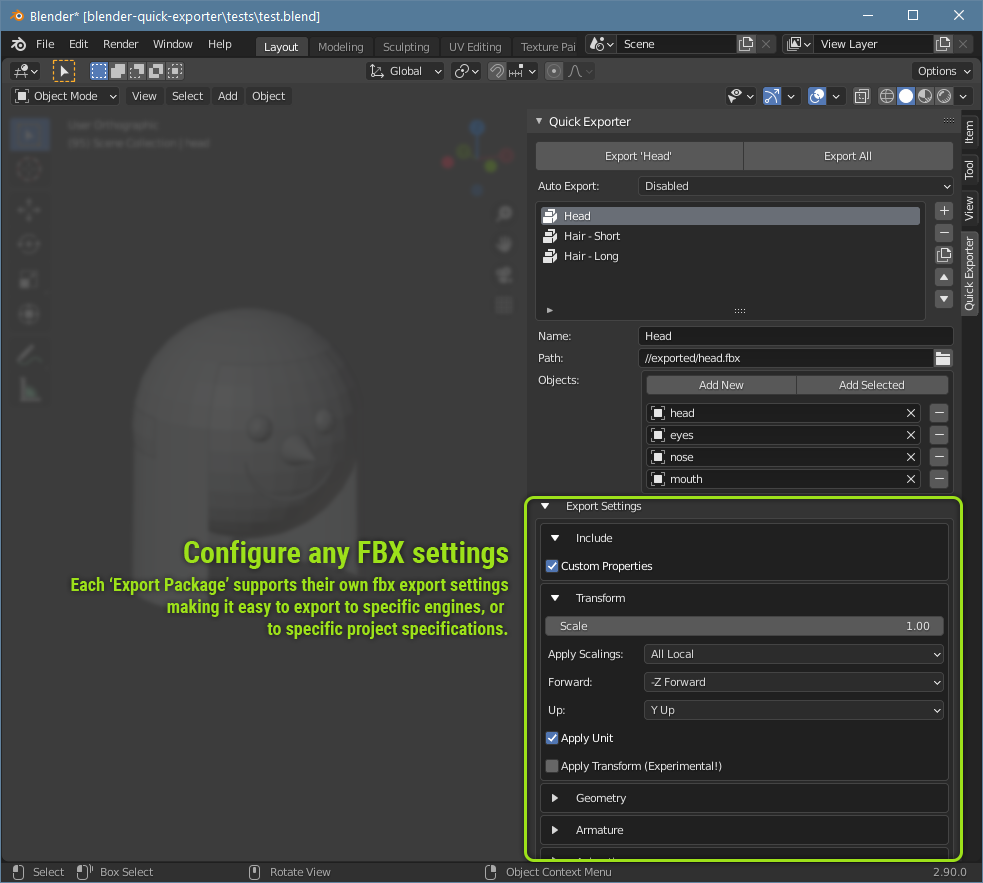 Blender* [blender-quick-exporter\tests\test.blend]
File Edit Render Window Help Layout Modeling Sculpting UV Editing Texture Pai Scene View Layer
Global Options
Object Mode View Select Add Object
User Orthographic
Quick Exporter
Item
Tool
View
Quick Exporter
Export 'Head' Export All
Auto Export: Disabled
Head
Hair - Short
Hair - Long
Name: Head
Path: //exported/head.fbx
Objects: Add New Add Selected
head
eyes
nose
mouth
Export Settings
Include
Custom Properties
Transform
Scale 1.00
Apply Scalings: All Local
Forward: -Z Forward
Up: Y Up
Apply Unit
Apply Transform (Experimental!)
Geometry
Armature
Configure any FBX settings
Each ‘Export Package’ supports their own fbx export settings
making it easy to export to specific engines, or
to specific project specifications.
Select Box Select Rotate View Object Context Menu 2.90.0